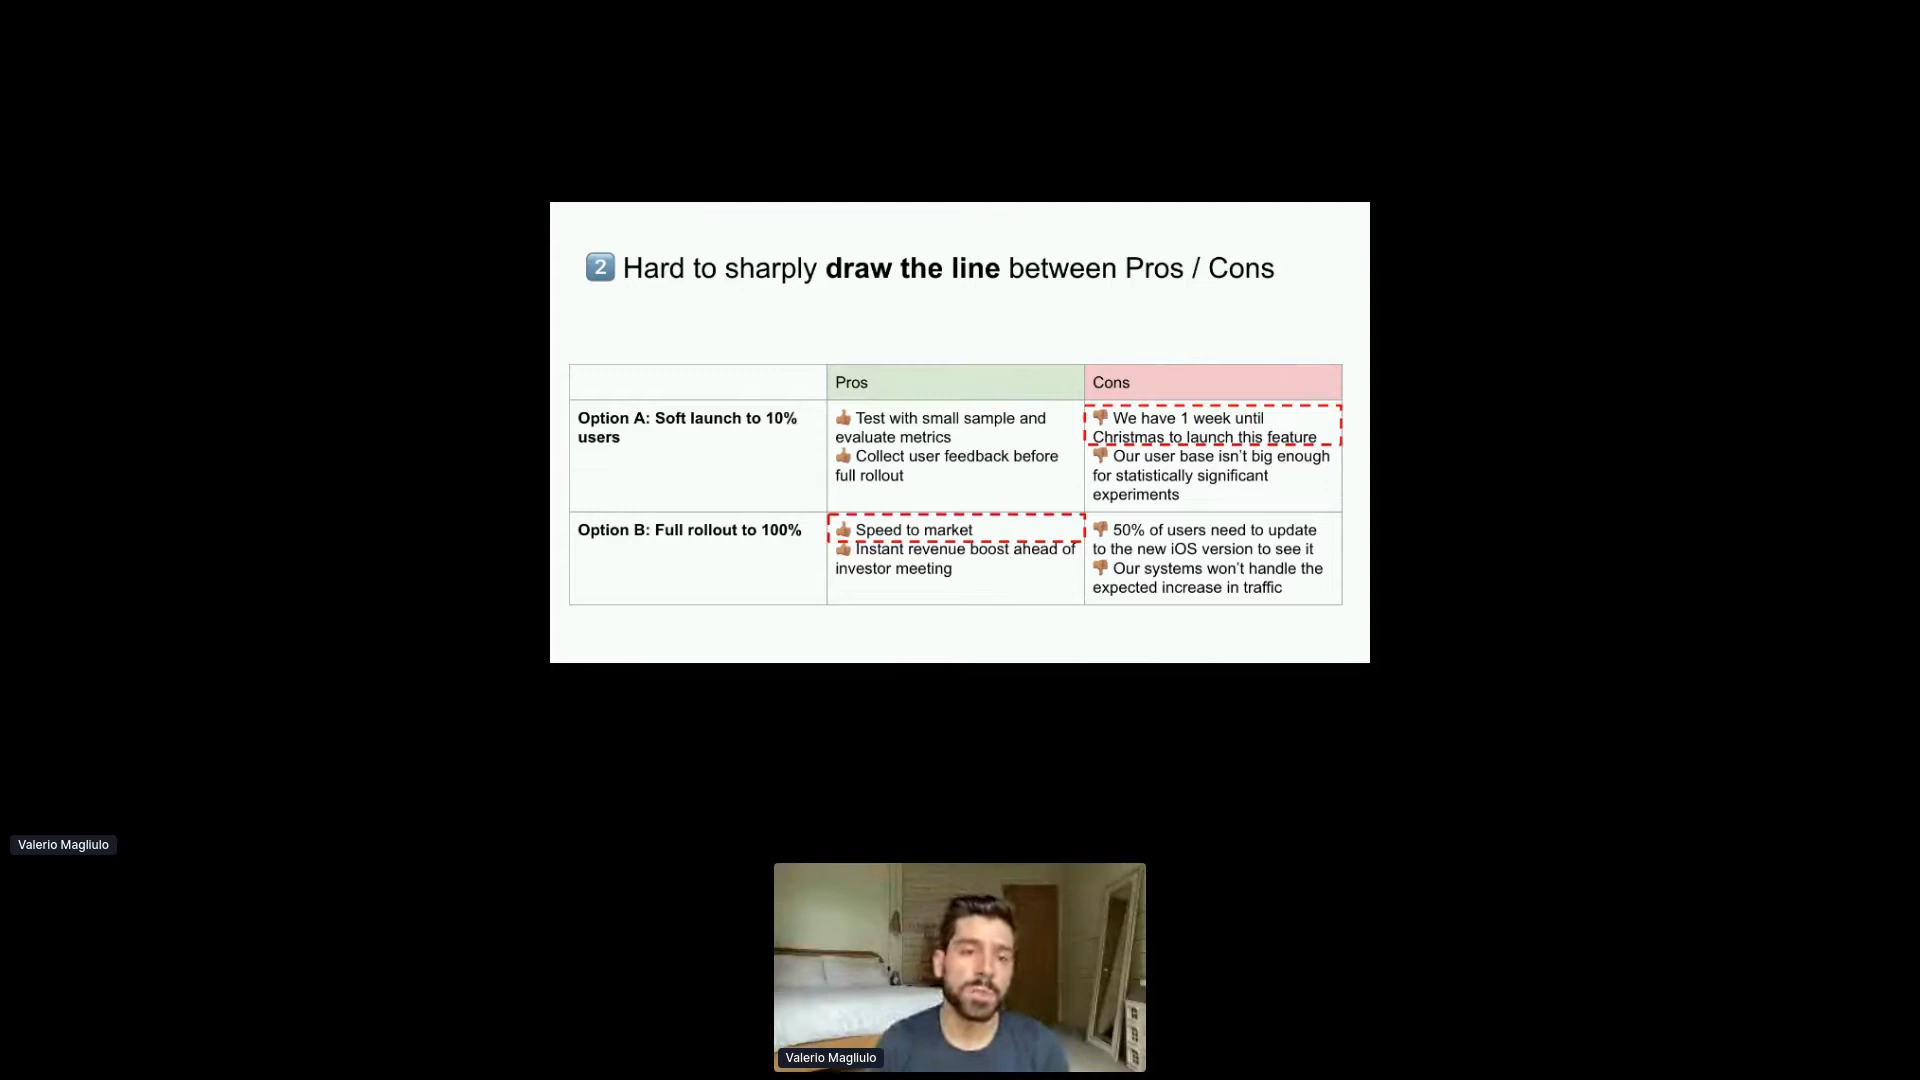 2 Hard to sharply draw the line between Pros / Cons
Pros
Cons
Option A: Soft launch to 10%
users
👍🏽 Test with small sample and
evaluate metrics
👍🏽 Collect user feedback before
full rollout
👎🏽 We have 1 week until
Christmas to launch this feature
👎🏽 Our user base isn’t big enough
for statistically significant
experiments
Option B: Full rollout to 100%
👍🏽 Speed to market
👍🏽 Instant revenue boost ahead of
investor meeting
👎🏽 50% of users need to update
to the new iOS version to see it
👎🏽 Our systems won’t handle the
expected increase in traffic
Valerio Magliulo
Valerio Magliulo